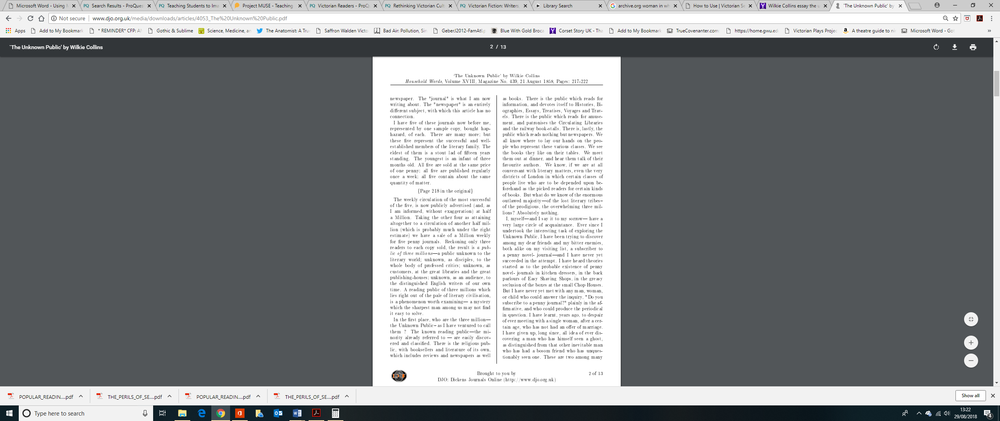 Microsoft Word - Using
Search Results - ProQues
Teaching Students to Ima
Project MUSE - Teaching
Victorian Readers - ProQ
Rethinking Victorian Cult
Victorian Fiction: Writers,
Library Search
archive.org woman in wh
How to Use | Victorian Se
Wilkie Collins essay the u
`The Unknown Public' by
Not secure | www.djo.org.uk/media/downloads/articles/4053_The%20Unknown%20Public.pdf
Apps
Add to My Bookmark
* REMINDER* CFP:
Gothic & Sublime
Science, Medicine, an
The Anatomist: A Tru
Saffron Walden Victo
Bad Air: Pollution, Sin
GeberJ2012-FamAtl.p
Blue With Gold Broca
Corset Story UK - Tha
Add to My Bookmark
TrueCovenanter.com:
https://home.gwu.ed
Victorian Plays Projec
A theatre guide to ni
Microsoft Word - Got
»
`The Unknown Public' by Wilkie Collins
2 / 13
'The Unknown Public' by Wilkie Collins
Household Words, Volume XVIII, Magazine No. 439, 21 August 1858, Pages: 217-222
newspaper. The "journal" is what I am now
writing about. The "newspaper" is an entirely
different subject, with which this article has no
connection.
I have five of these journals now before me,
represented by one sample copy, bought hap-
hazard, of each. There are many more; but
these five represent the successful and well-
established members of the literary family. The
eldest of them is a stout lad of fifteen years
standing. The youngest is an infant of three
months old. All five are sold at the same price
of one penny; all five are published regularly
once a week; all five contain about the same
quantity of matter.
{Page 218 in the original}
The weekly circulation of the most successful
of the five, is now publicly advertised (and, as
I am informed, without exaggeration) at half
a Million. Taking the other four as attaining
altogether to a circulation of another half mil-
lion (which is probably much under the right
estimate) we have a sale of a Million weekly
for five penny journals. Reckoning only three
readers to each copy sold, the result is a pub-
lic of three millions—a public unknown to the
literary world; unknown, as disciples, to the
whole body of professed critics; unknown, as
customers, at the great libraries and the great
publishing-houses; unknown, as an audience, to
the distinguished English writers of our own
time. A reading public of three millions which
lies right out of the pale of literary civilisation,
is a phenomenon worth examining— a mystery
which the sharpest man among us may not find
it easy to solve.
In the first place, who are the three million—
the Unknown Public– as I have ventured to call
them ? The known reading public—the mi-
nority already referred to — are easily discov-
ered and classified. There is the religious pub-
lic, with booksellers and literature of its own,
which includes reviews and newspapers as well
as books. There is the public which reads for
information, and devotes itself to Histories, Bi-
ographies, Essays, Treatises, Voyages and Trav-
els. There is the public which reads for amuse-
ment, and patronises the Circulating Libraries
and the railway book-stalls. There is, lastly, the
public which reads nothing but newspapers. We
all know where to lay our hands on the peo-
ple who represent these various classes. We see
the books they like on their tables. We meet
them out at dinner, and hear them talk of their
favourite authors. We know, if we are at all
conversant with literary matters, even the very
districts of London in which certain classes of
people live who are to be depended upon be-
forehand as the picked readers for certain kinds
of books. But what do we know of the enormous
outlawed majority—of the lost literary tribes–
of the prodigious, the overwhelming three mil-
lions? Absolutely nothing.
I, myself—and I say it to my sorrow— have a
very large circle of acquaintance. Ever since I
undertook the interesting task of exploring the
Unknown Public, I have been trying to discover
among my dear friends and my bitter enemies,
both alike on my visiting list, a subscriber to
a penny novel- journal—and I have never yet
succeeded in the attempt. I have heard theories
started as to the probable existence of penny
novel- journals in kitchen dressers, in the back
parlours of Easy Shaving Shops, in the greasy
seclusion of the boxes at the small Chop Houses.
But I have never yet met with any man, woman,
or child who could answer the inquiry, "Do you
subscribe to a penny journal?" plainly in the af-
firmative, and who could produce the periodical
in question. I have learnt, years ago, to despair
of ever meeting with a single woman, after a cer-
tain age, who has not had an offer of marriage.
I have given up, long since, all idea of ever dis-
covering a man who has himself seen a ghost,
as distinguished from that other inevitable man
who has had a bosom friend who has unques-
tionably seen one. These are two among many
Brought to you by
DJO: Dickens Journals Online (http://www.djo.org.uk)
2 of 13
POPULAR_READIN....pdf
THE_PERILS_OF_SE....pdf
POPULAR_READIN....pdf
THE_PERILS_OF_SE....pdf
Show all
Type here to search
13:22
29/08/2018
4